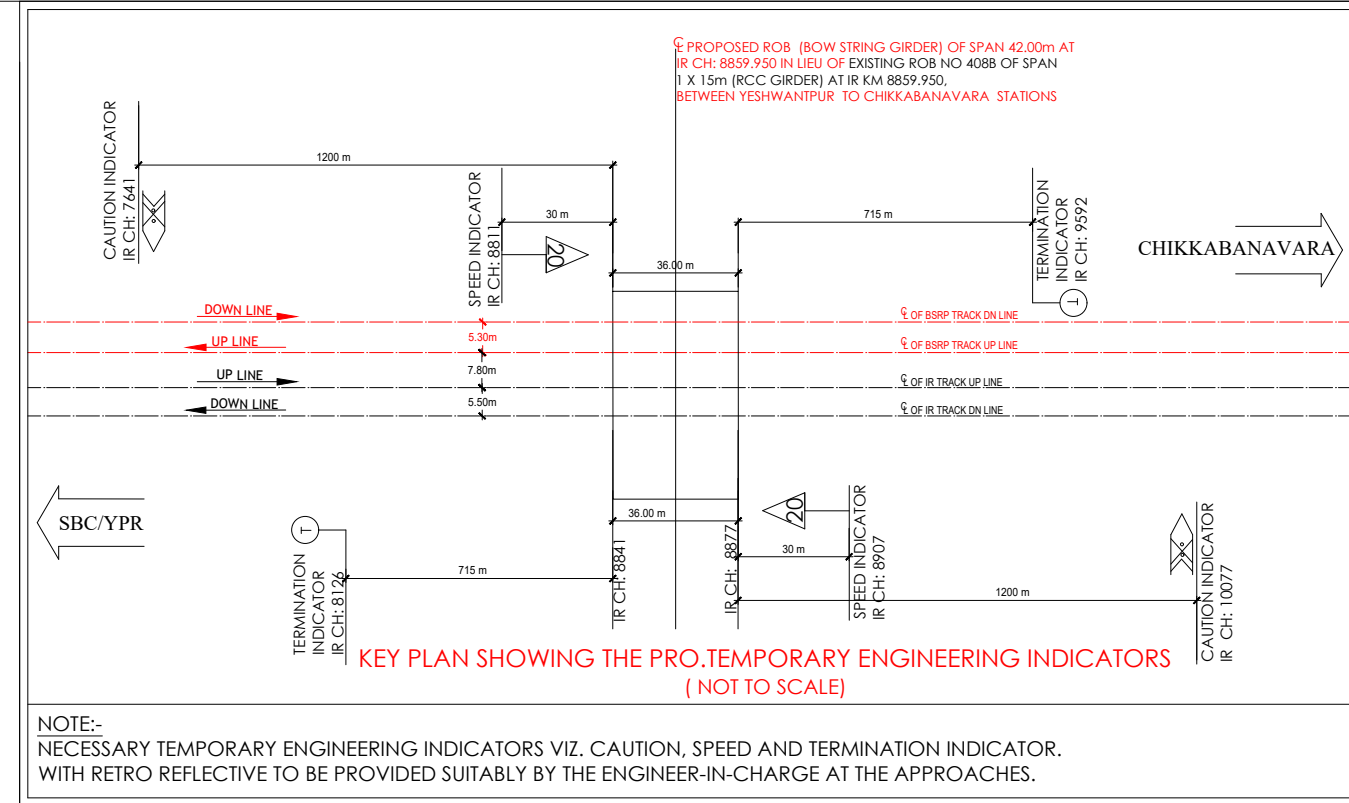 ℄ PROPOSED ROB (BOW STRING GIRDER) OF SPAN 42.00m AT
IR CH: 8859.950 IN LIEU OF EXISTING ROB NO 408B OF SPAN
1 X 15m (RCC GIRDER) AT IR KM 8859.950,
BETWEEN YESHWANTPUR TO CHIKKABANAVARA STATIONS
CAUTION INDICATOR
IR CH: 7641
1200 m
SPEED INDICATOR
IR CH: 8811
30 m
20
36.00 m
715 m
TERMINATION
INDICATOR
IR CH: 9592
T
CHIKKABANAVARA
DOWN LINE
℄ OF BSRP TRACK DN LINE
5.30m
UP LINE
℄ OF BSRP TRACK UP LINE
7.80m
UP LINE
℄ OF IR TRACK UP LINE
5.50m
DOWN LINE
℄ OF IR TRACK DN LINE
SBC/YPR
T
TERMINATION
INDICATOR
IR CH: 8126
715 m
36.00 m
IR CH: 8841
IR CH: 8877
20
30 m
SPEED INDICATOR
IR CH: 8907
1200 m
CAUTION INDICATOR
IR CH: 10077
KEY PLAN SHOWING THE PRO.TEMPORARY ENGINEERING INDICATORS
( NOT TO SCALE)
NOTE:-
NECESSARY TEMPORARY ENGINEERING INDICATORS VIZ. CAUTION, SPEED AND TERMINATION INDICATOR.
WITH RETRO REFLECTIVE TO BE PROVIDED SUITABLY BY THE ENGINEER-IN-CHARGE AT THE APPROACHES.